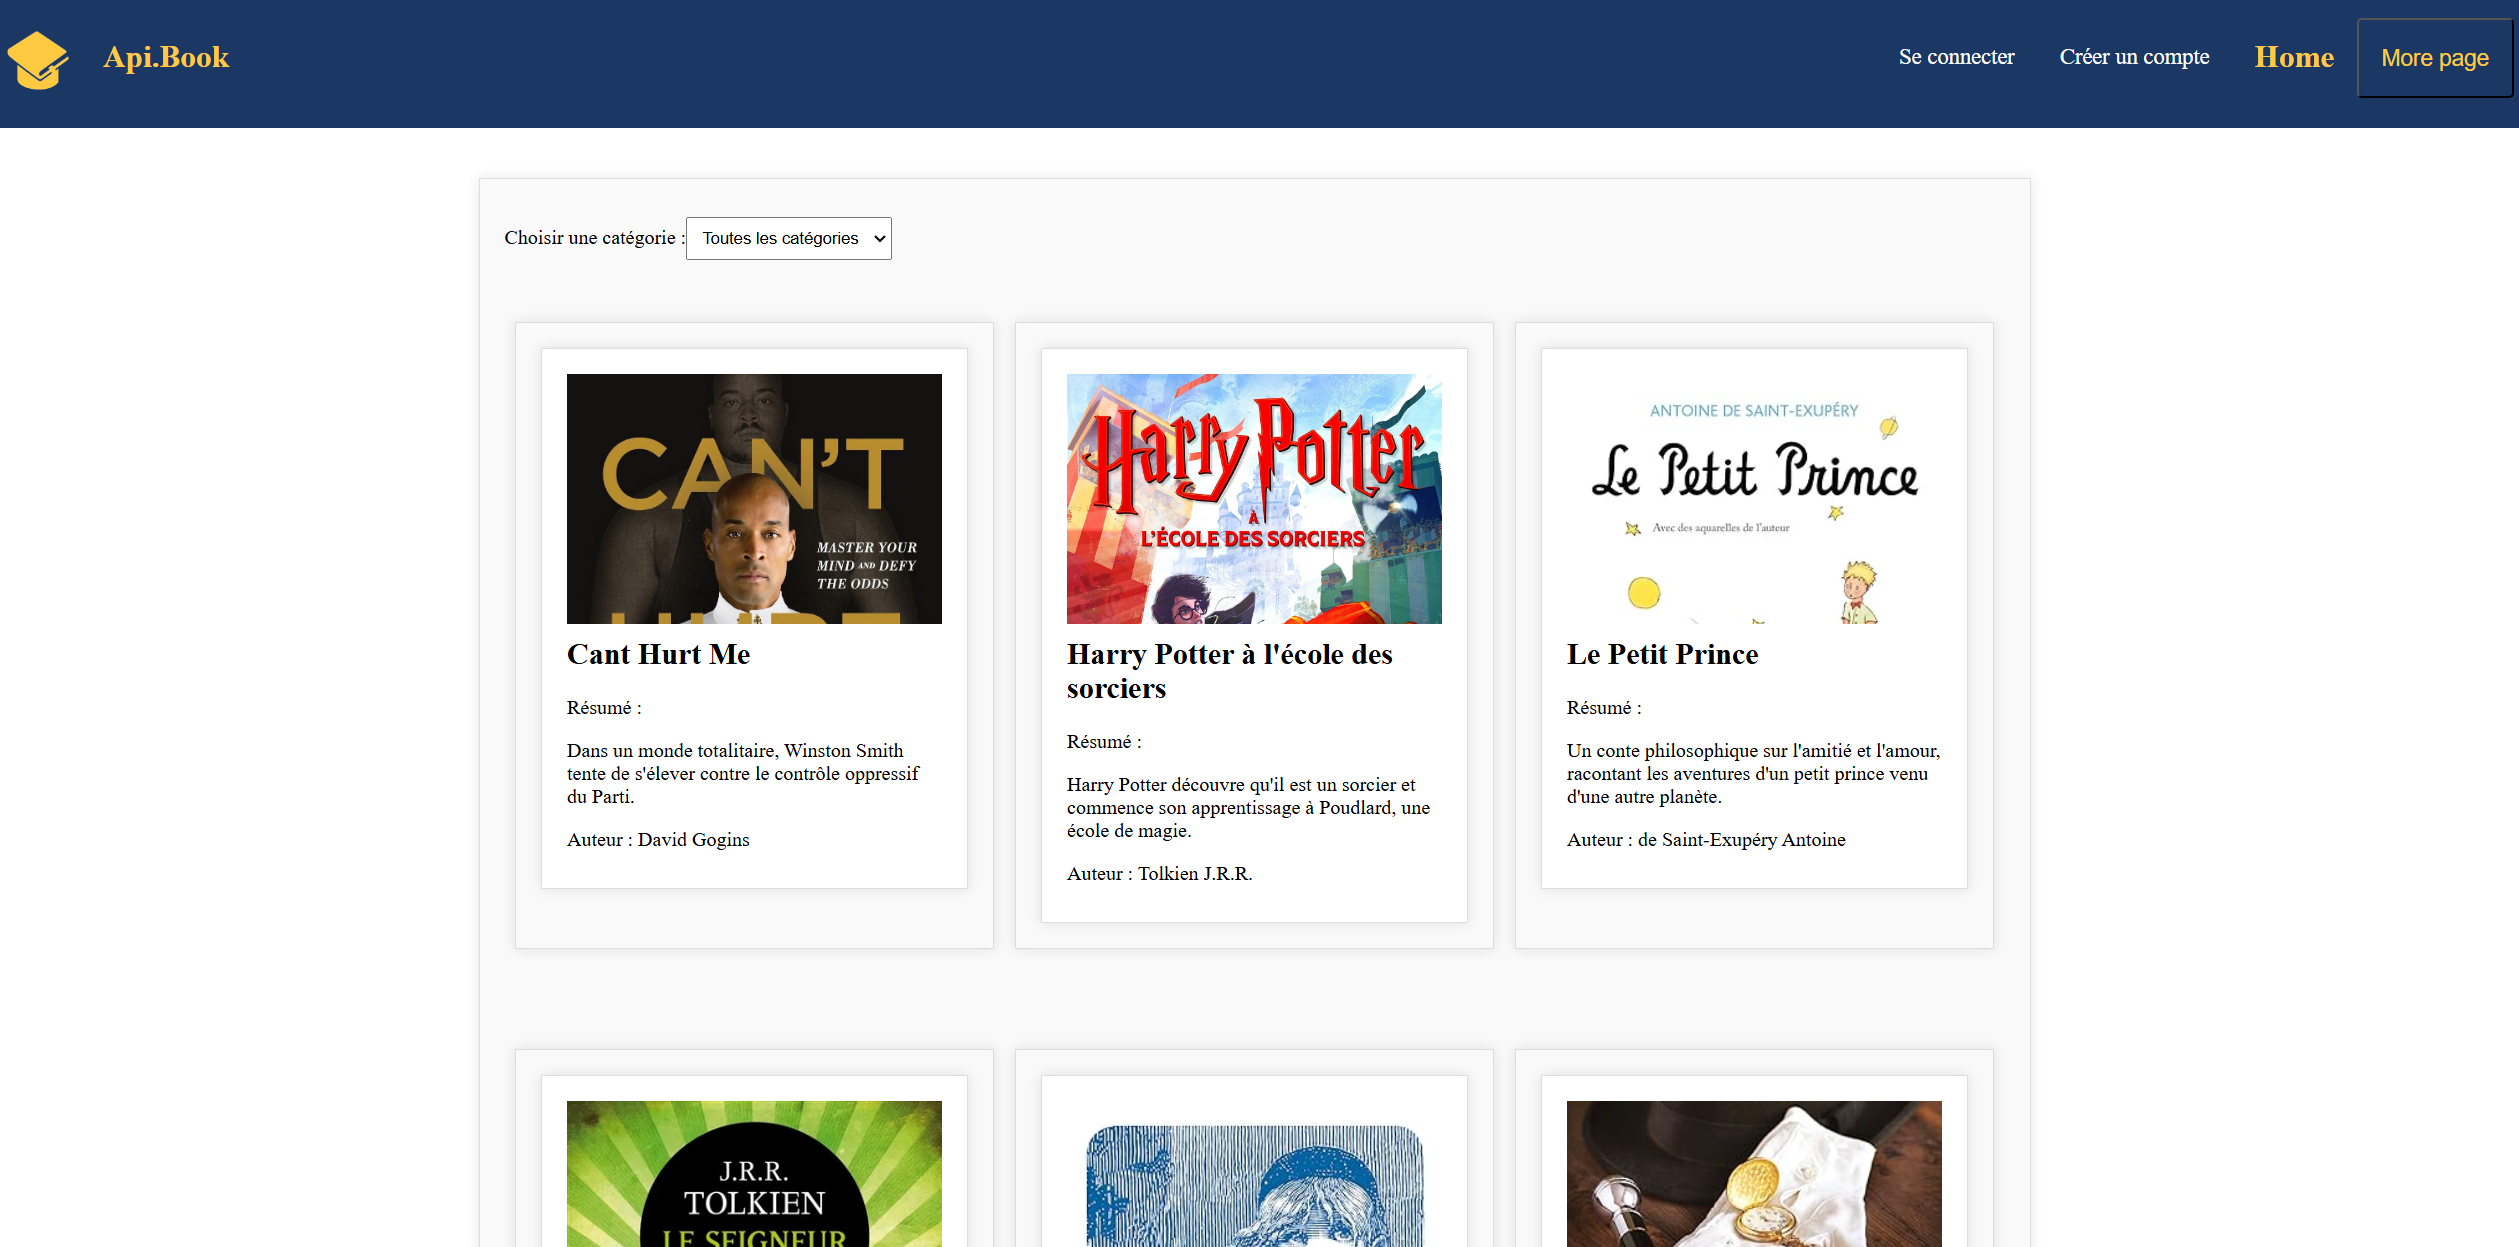 Api.Book
Se connecter
Créer un compte
Home
More page
Choisir une catégorie :
Toutes les catégories
CAN'T
MASTER YOUR
MIND AND DEFY
THE ODDS
Cant Hurt Me
Résumé :
Dans un monde totalitaire, Winston Smith
tente de s'élever contre le contrôle oppressif
du Parti.
Auteur : David Gogins
Harry Potter
À
L'ÉCOLE DES SORCIERS
Harry Potter à l'école des
sorciers
Résumé :
Harry Potter découvre qu'il est un sorcier et
commence son apprentissage à Poudlard, une
école de magie.
Auteur : Tolkien J.R.R.
ANTOINE DE SAINT-EXUPÉRY
Le Petit Prince
Avec des aquarelles de l'auteur
Le Petit Prince
Résumé :
Un conte philosophique sur l'amitié et l'amour,
racontant les aventures d'un petit prince venu
d'une autre planète.
Auteur : de Saint-Exupéry Antoine
J.R.R.
TOLKIEN
LE SEIGNEUR